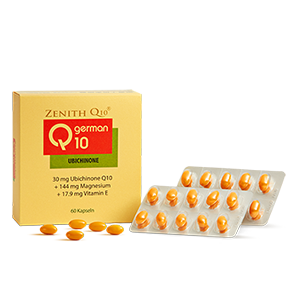 ZENITH Q10®
Q german
10
UBICHINONE
30 mg Ubichinone Q10
+ 144 mg Magnesium
+ 17.9 mg Vitamin E
60 Kapseln